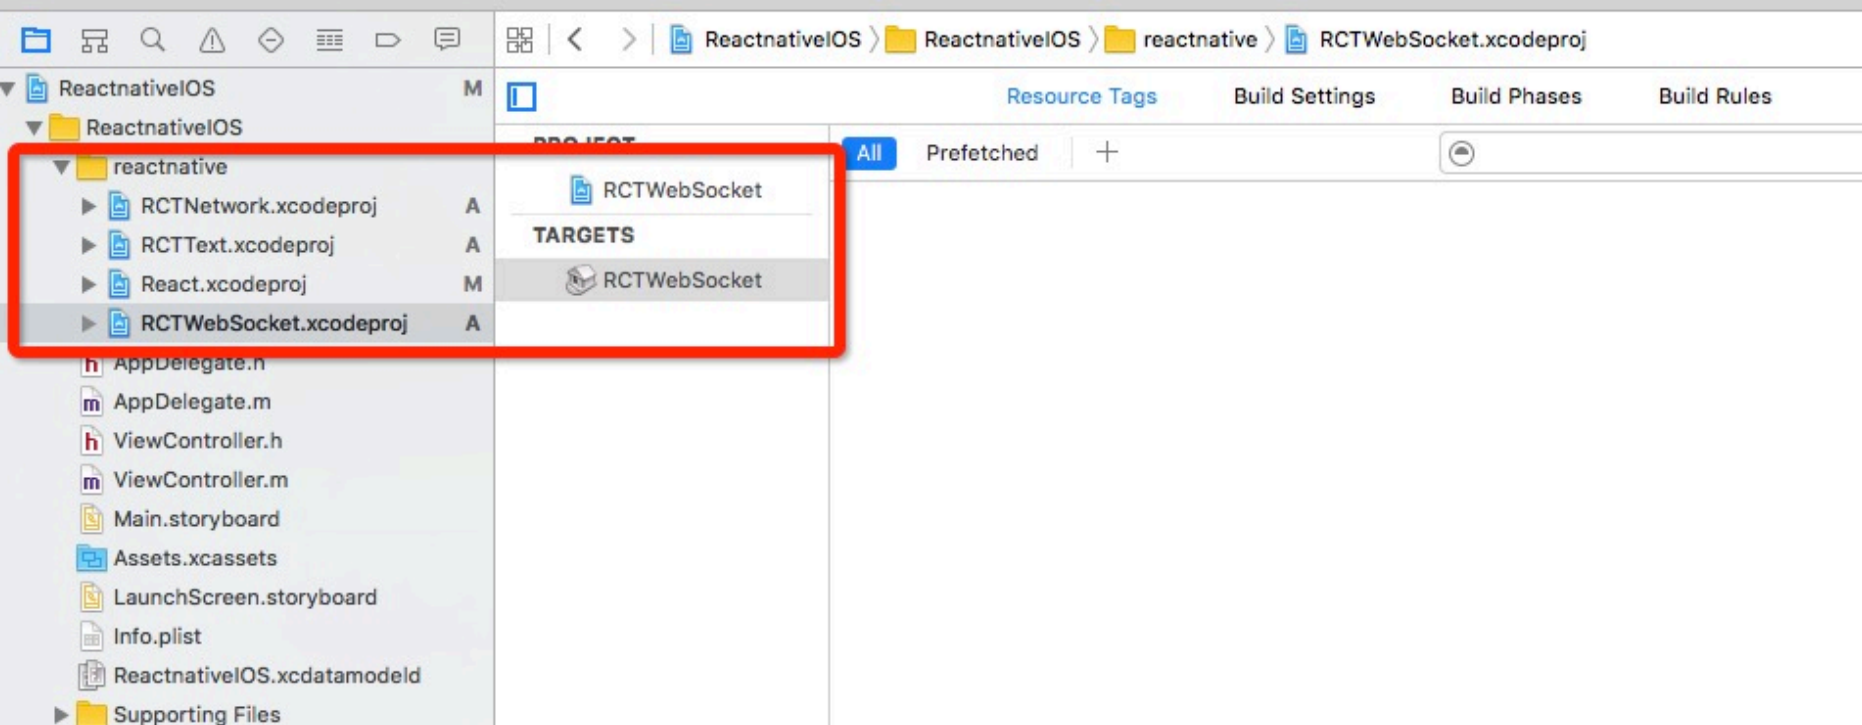 ReactnativeIOS 〉 ReactnativeIOS 〉 reactnative 〉 RCTWebSocket.xcodeproj
ReactnativeIOS M
ReactnativeIOS
reactnative
RCTNetwork.xcodeproj A
RCTText.xcodeproj A
React.xcodeproj M
RCTWebSocket.xcodeproj A
AppDelegate.h
AppDelegate.m
ViewController.h
ViewController.m
Main.storyboard
Assets.xcassets
LaunchScreen.storyboard
Info.plist
ReactnativeIOS.xcdatamodeld
Supporting Files
Resource Tags Build Settings Build Phases Build Rules
PROJECT
RCTWebSocket
TARGETS
RCTWebSocket
All Prefetched +